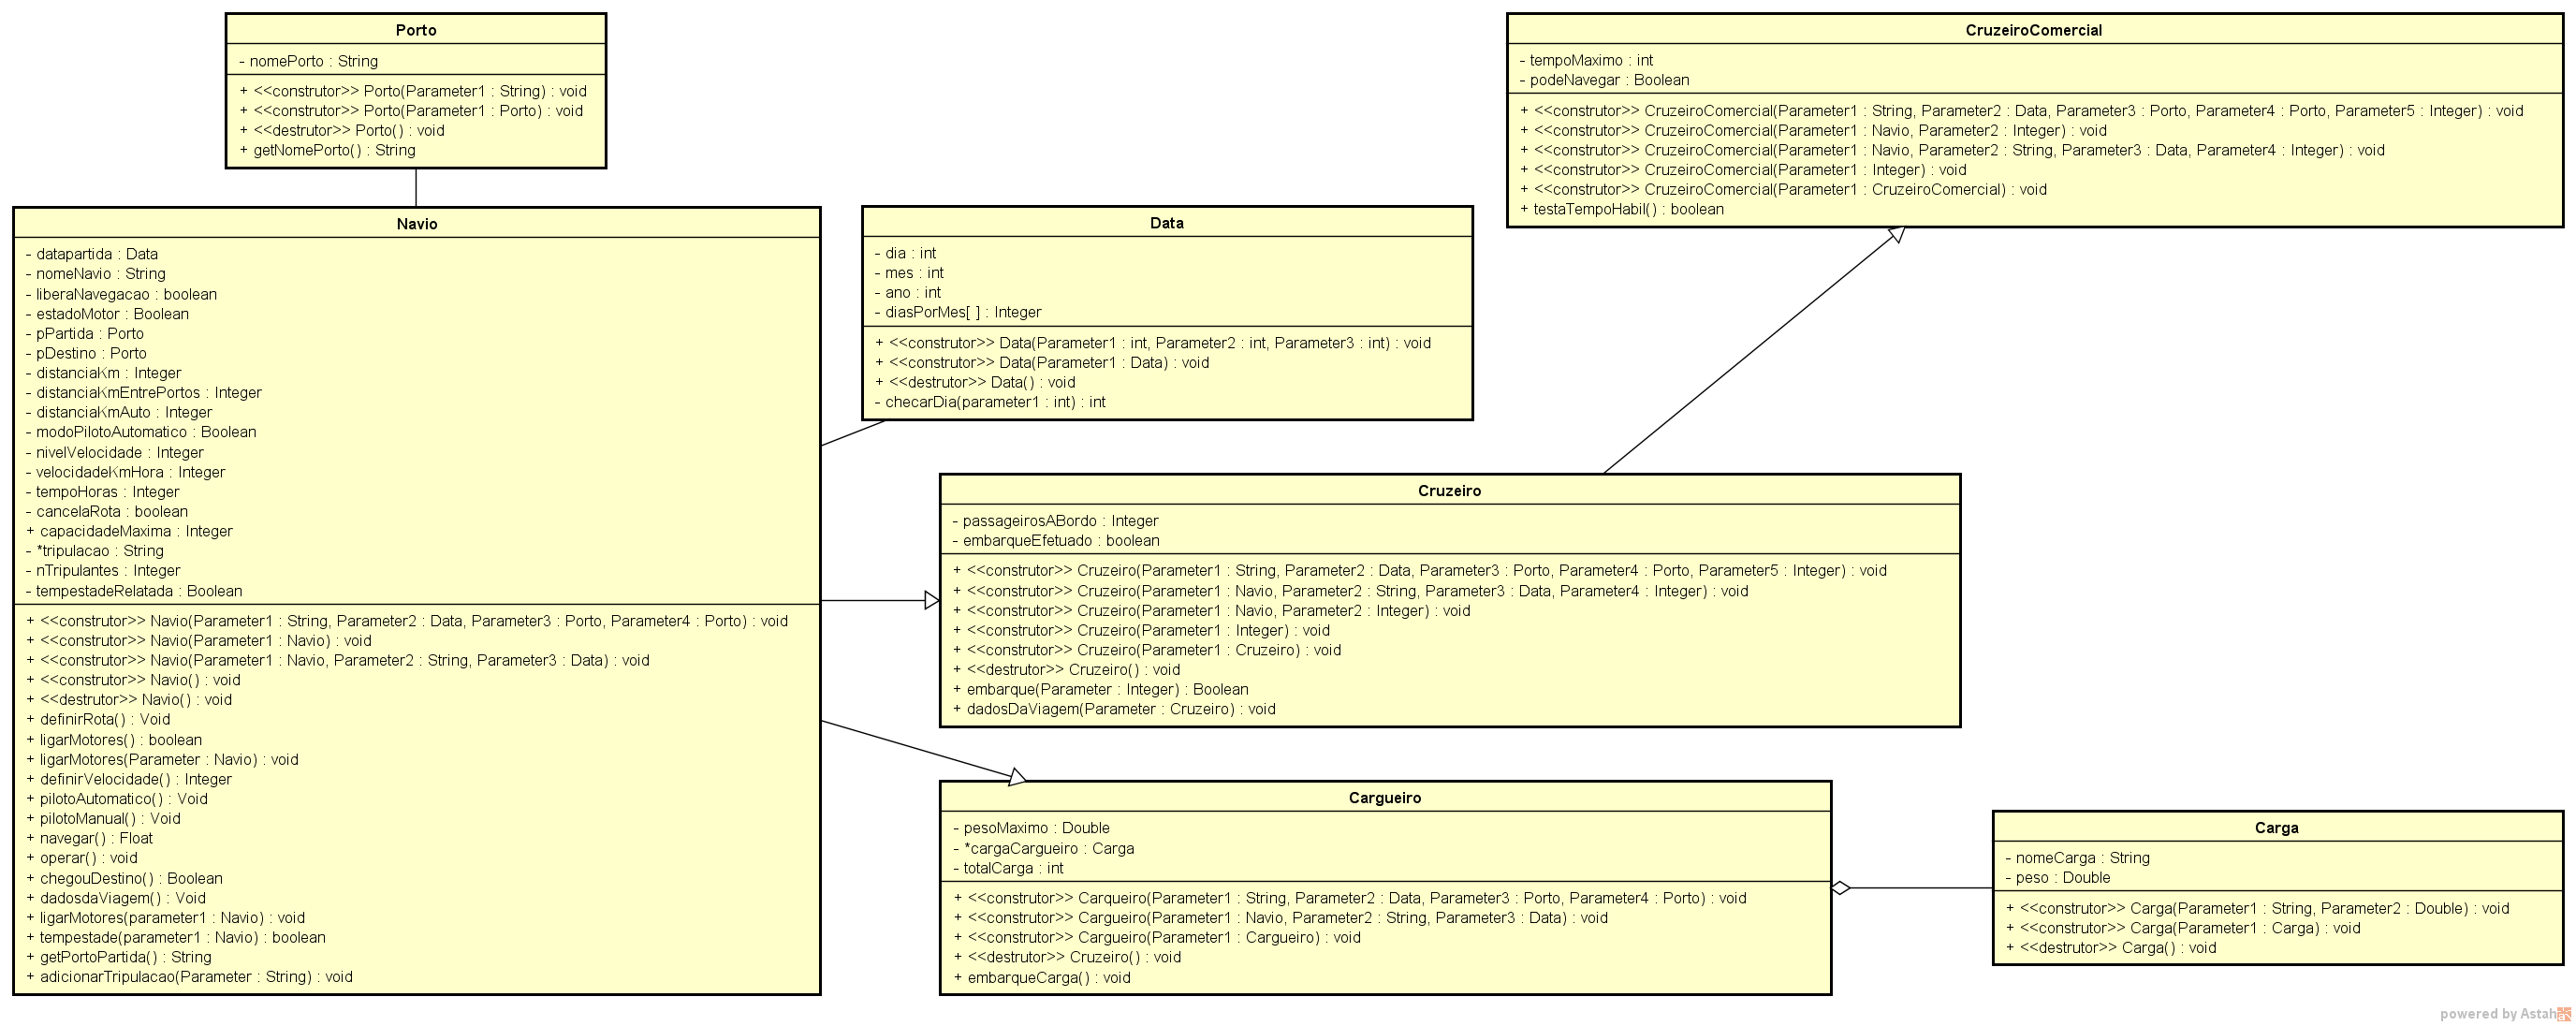 Porto
- nomePorto : String
+ <<construtor>> Porto(Parameter1 : String) : void
+ <<construtor>> Porto(Parameter1 : Porto) : void
+ <<destrutor>> Porto() : void
+ getNomePorto() : String
CruzeiroComercial
- tempoMaximo : int
- podeNavegar : Boolean
+ <<construtor>> CruzeiroComercial(Parameter1 : String, Parameter2 : Data, Parameter3 : Porto, Parameter4 : Porto, Parameter5 : Integer) : void
+ <<construtor>> CruzeiroComercial(Parameter1 : Navio, Parameter2 : Integer) : void
+ <<construtor>> CruzeiroComercial(Parameter1 : Navio, Parameter2 : String, Parameter3 : Data, Parameter4 : Integer) : void
+ <<construtor>> CruzeiroComercial(Parameter1 : Integer) : void
+ <<construtor>> CruzeiroComercial(Parameter1 : CruzeiroComercial) : void
+ testaTempoHabil() : boolean
Navio
- datapartida : Data
- nomeNavio : String
- liberaNavegacao : boolean
- estadoMotor : Boolean
- pPartida : Porto
- pDestino : Porto
- distanciaKm : Integer
- distanciaKmEntrePortos : Integer
- distanciaKmAuto : Integer
- modoPilotoAutomatico : Boolean
- nivelVelocidade : Integer
- velocidadeKmHora : Integer
- tempoHoras : Integer
- cancelaRota : boolean
+ capacidadeMaxima : Integer
- *tripulacao : String
- nTripulantes : Integer
- tempestadeRelatada : Boolean
+ <<construtor>> Navio(Parameter1 : String, Parameter2 : Data, Parameter3 : Porto, Parameter4 : Porto) : void
+ <<construtor>> Navio(Parameter1 : Navio) : void
+ <<construtor>> Navio(Parameter1 : Navio, Parameter2 : String, Parameter3 : Data) : void
+ <<construtor>> Navio() : void
+ <<destrutor>> Navio() : void
+ definirRota() : Void
+ ligarMotores() : boolean
+ ligarMotores(Parameter : Navio) : void
+ definirVelocidade() : Integer
+ pilotoAutomatico() : Void
+ pilotoManual() : Void
+ navegar() : Float
+ operar() : void
+ chegouDestino() : Boolean
+ dadosdaViagem() : Void
+ ligarMotores(parameter1 : Navio) : void
+ tempestade(parameter1 : Navio) : boolean
+ getPortoPartida() : String
+ adicionarTripulacao(Parameter : String) : void
Data
- dia : int
- mes : int
- ano : int
- diasPorMes[ ] : Integer
+ <<construtor>> Data(Parameter1 : int, Parameter2 : int, Parameter3 : int) : void
+ <<construtor>> Data(Parameter1 : Data) : void
+ <<destrutor>> Data() : void
- checarDia(parameter1 : int) : int
Cruzeiro
- passageirosABordo : Integer
- embarqueEfetuado : boolean
+ <<construtor>> Cruzeiro(Parameter1 : String, Parameter2 : Data, Parameter3 : Porto, Parameter4 : Porto, Parameter5 : Integer) : void
+ <<construtor>> Cruzeiro(Parameter1 : Navio, Parameter2 : String, Parameter3 : Data, Parameter4 : Integer) : void
+ <<construtor>> Cruzeiro(Parameter1 : Navio, Parameter2 : Integer) : void
+ <<construtor>> Cruzeiro(Parameter1 : Integer) : void
+ <<construtor>> Cruzeiro(Parameter1 : Cruzeiro) : void
+ <<destrutor>> Cruzeiro() : void
+ embarque(Parameter : Integer) : Boolean
+ dadosDaViagem(Parameter : Cruzeiro) : void
Cargueiro
- pesoMaximo : Double
- *cargaCargueiro : Carga
- totalCarga : int
+ <<construtor>> Carqueiro(Parameter1 : String, Parameter2 : Data, Parameter3 : Porto, Parameter4 : Porto) : void
+ <<construtor>> Cargueiro(Parameter1 : Navio, Parameter2 : String, Parameter3 : Data) : void
+ <<construtor>> Cargueiro(Parameter1 : Cargueiro) : void
+ <<destrutor>> Cruzeiro() : void
+ embarqueCarga() : void
Carga
- nomeCarga : String
- peso : Double
+ <<construtor>> Carga(Parameter1 : String, Parameter2 : Double) : void
+ <<construtor>> Carga(Parameter1 : Carga) : void
+ <<destrutor>> Carga() : void
powered by Astah